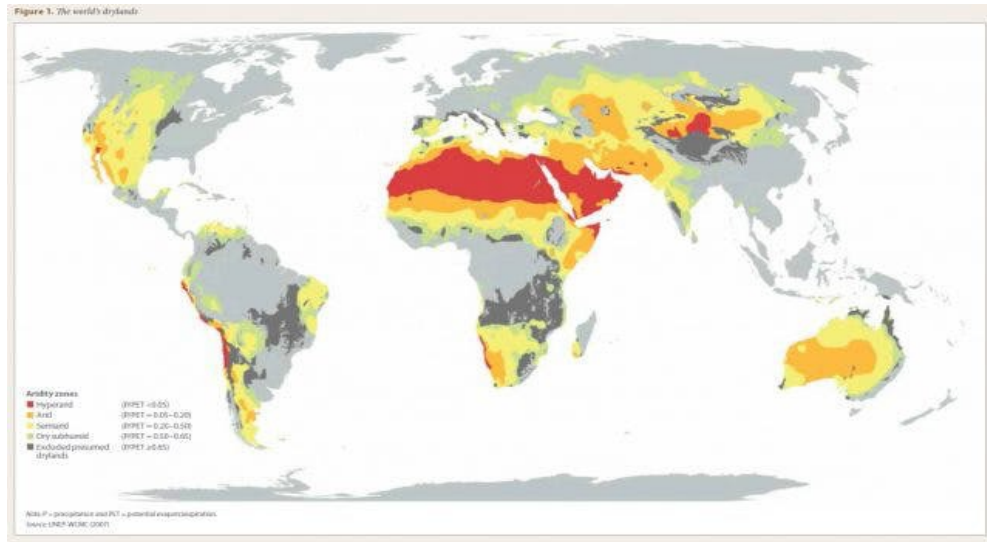 Figure 1. The world's drylands
Aridity zones
Hyperarid (P/PET <0.05)
Arid (P/PET = 0.05–0.20)
Semiarid (P/PET = 0.20–0.50)
Dry subhumid (P/PET = 0.50–0.65)
Excluded presumed (P/PET ≥0.65)
drylands
Note: P = precipitation and PET = potential evapotranspiration.
Source: UNEP-WCMC (2007)